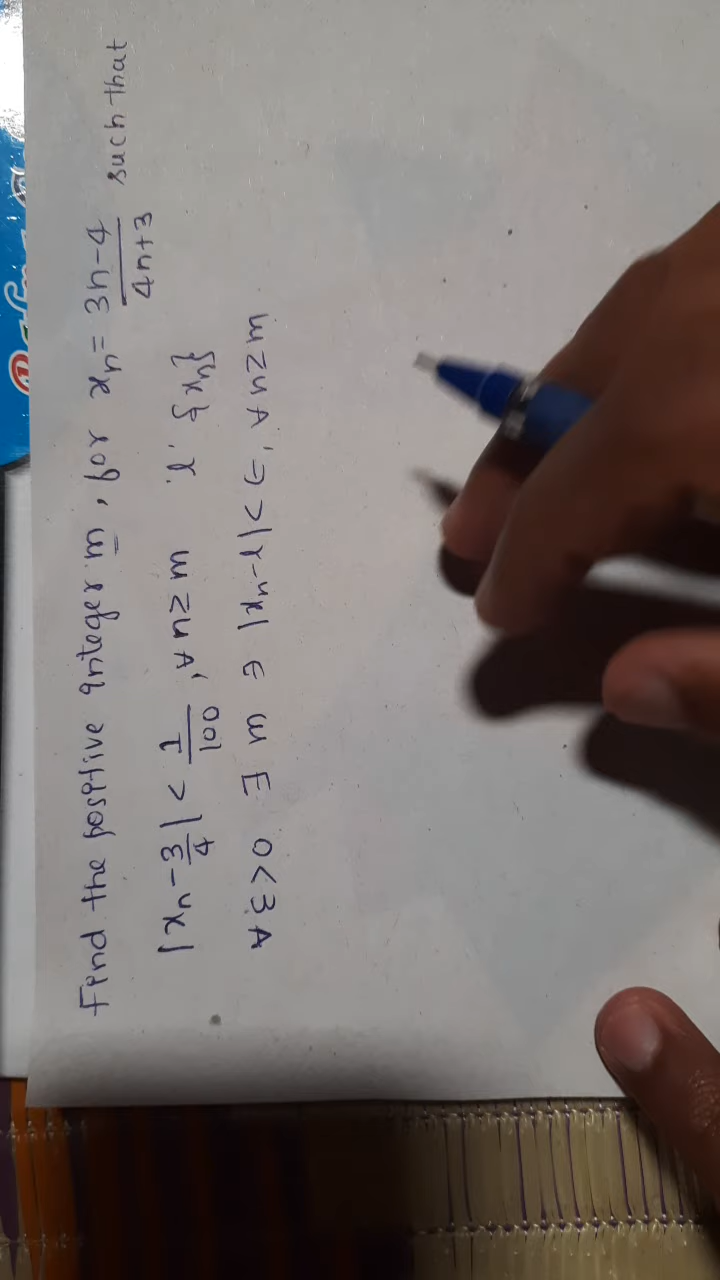 Find the positive integer m, for xₙ = (3n-4)/(4n+3) such that
|xₙ - 3/4| < 1/100, ∀ n≥m l, {xₙ}
∀ ε>0 ∃ m ∋ |xₙ-l| < ∈, ∀ n≥m